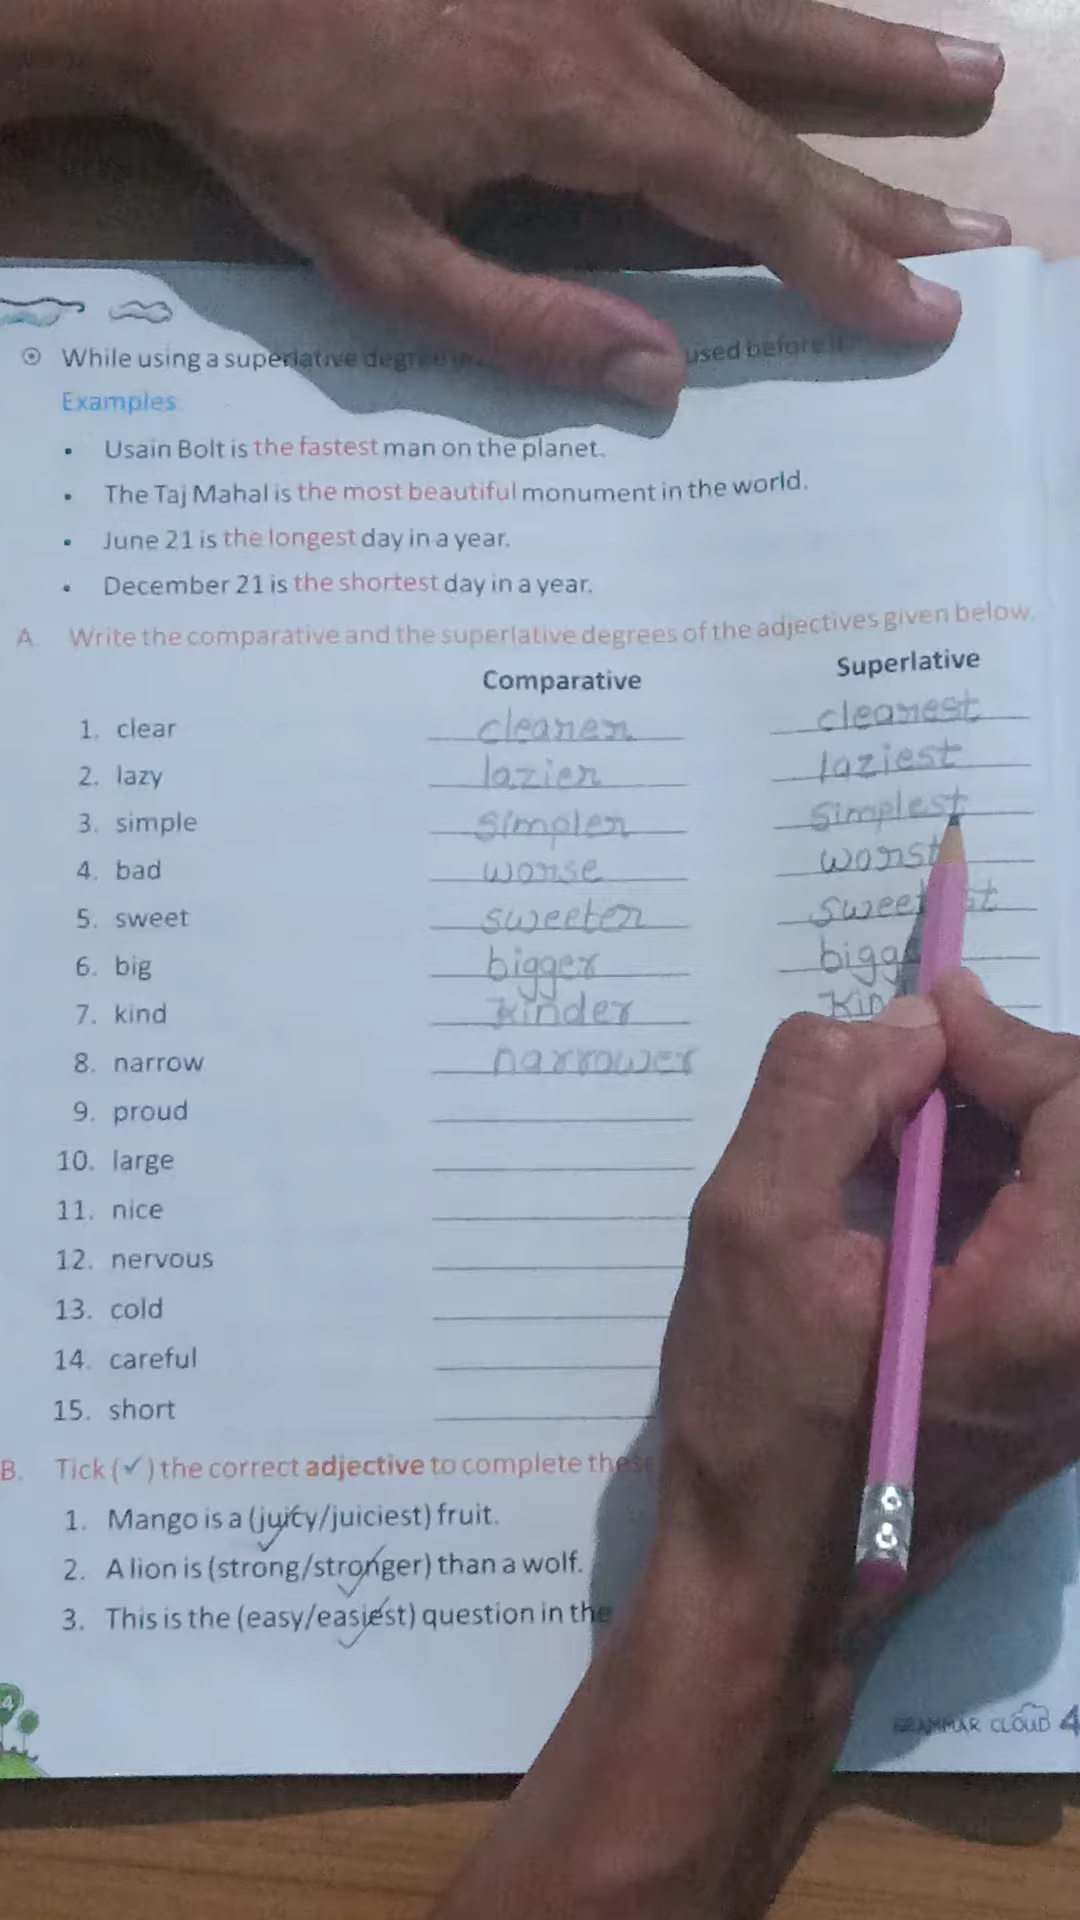 While using a superlative degree used before it
Examples
• Usain Bolt is the fastest man on the planet.
• The Taj Mahal is the most beautiful monument in the world.
• June 21 is the longest day in a year.
• December 21 is the shortest day in a year.
A. Write the comparative and the superlative degrees of the adjectives given below.
Comparative Superlative
1. clear clearer clearest
2. lazy lazier laziest
3. simple simpler simplest
4. bad worse worst
5. sweet sweeter
6. big bigger
7. kind kinder
8. narrow narrower
9. proud
10. large
11. nice
12. nervous
13. cold
14. careful
15. short
B. Tick (✓) the correct adjective to complete these
1. Mango is a (juicy/juiciest) fruit.
2. A lion is (strong/stronger) than a wolf.
3. This is the (easy/easiest) question in the
4
GRAMMAR CLOUD 4